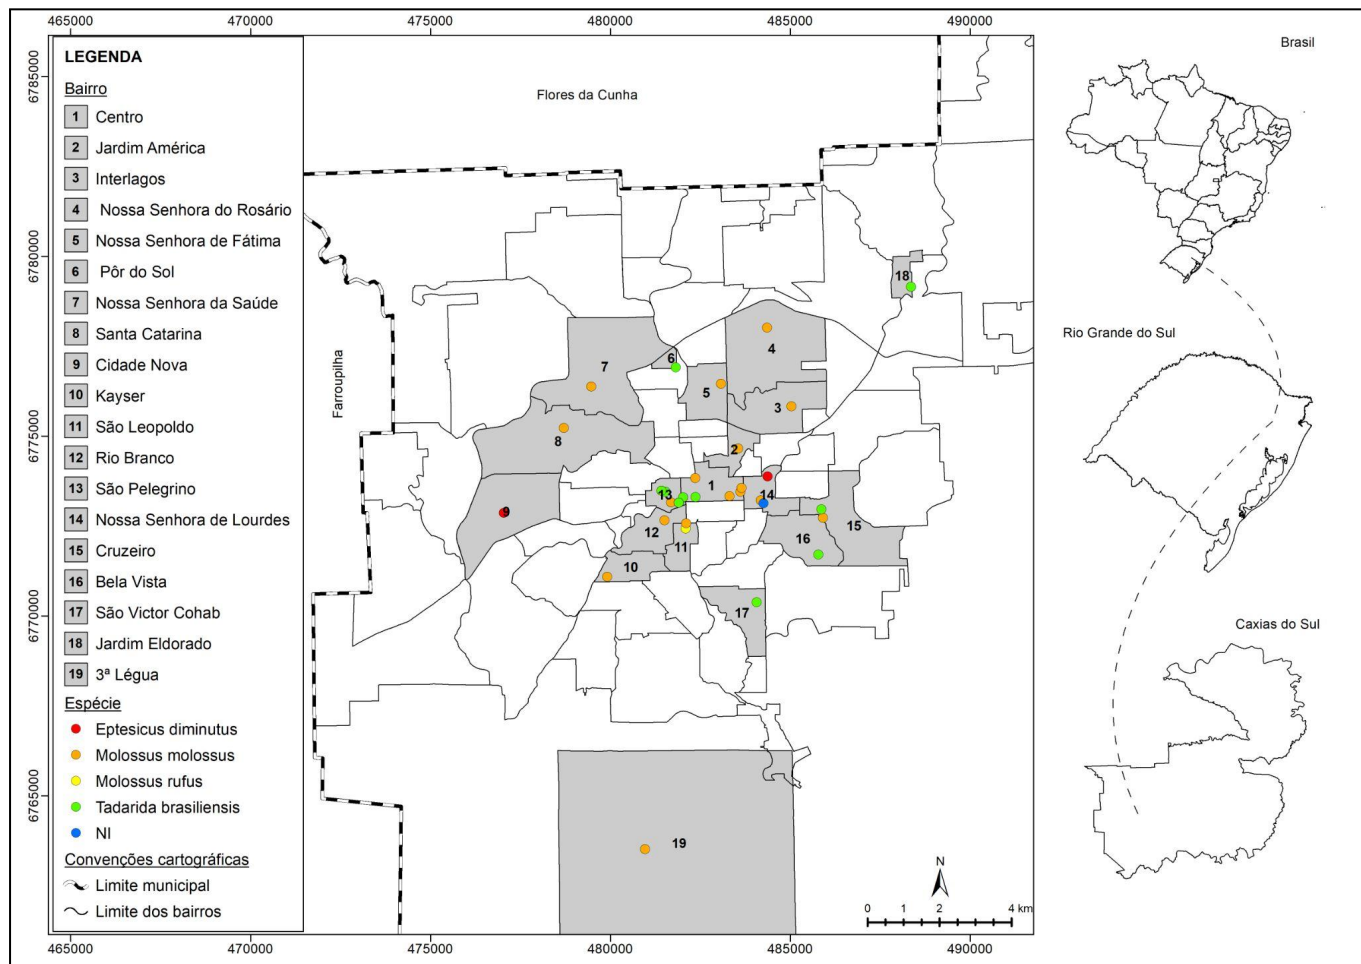 465000 470000 475000 480000 485000 490000
6785000
6780000
6775000
6770000
6765000
LEGENDA
Bairro
1 Centro
2 Jardim América
3 Interlagos
4 Nossa Senhora do Rosário
5 Nossa Senhora de Fátima
6 Pôr do Sol
7 Nossa Senhora da Saúde
8 Santa Catarina
9 Cidade Nova
10 Kayser
11 São Leopoldo
12 Rio Branco
13 São Pelegrino
14 Nossa Senhora de Lourdes
15 Cruzeiro
16 Bela Vista
17 São Victor Cohab
18 Jardim Eldorado
19 3ª Légua
Espécie
Eptesicus diminutus
Molossus molossus
Molossus rufus
Tadarida brasiliensis
NI
Convenções cartográficas
Limite municipal
Limite dos bairros
Flores da Cunha
Farroupilha
18
4
6
7
5
3
8
2
1
13
14
9
15
12
16
11
10
17
19
N
0 1 2 4 km
465000 470000 475000 480000 485000 490000
Brasil
Rio Grande do Sul
Caxias do Sul